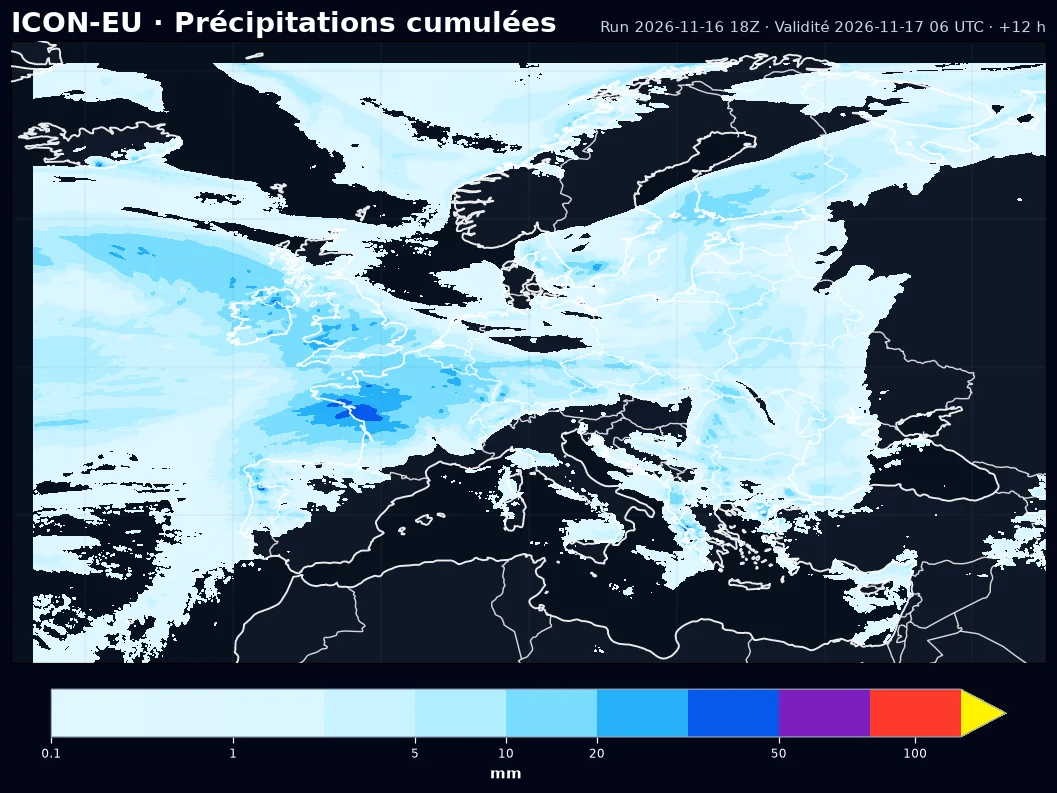 ICON-EU · Précipitations cumulées
Run 2026-11-16 18Z · Validité 2026-11-17 06 UTC · +12 h
0.1 1 5 10 20 50 100
mm